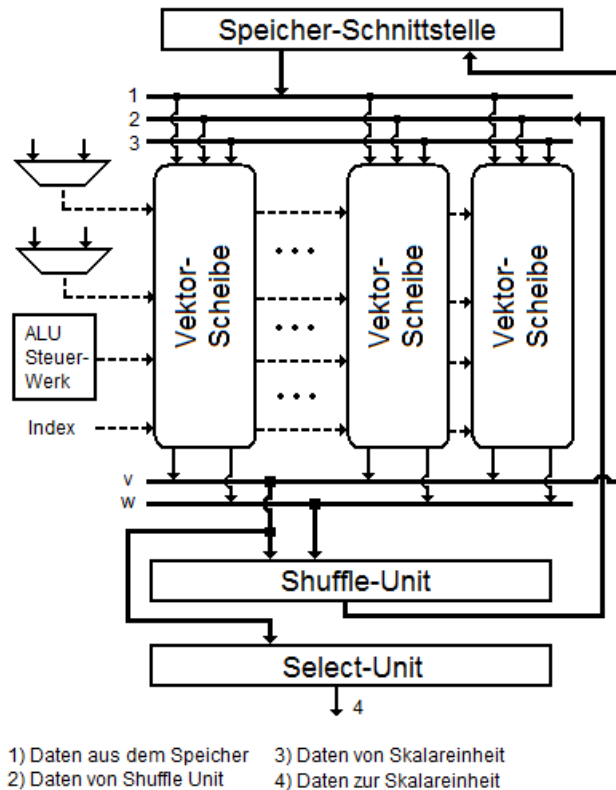 Speicher-Schnittstelle
1
2
3
Vektor-
Scheibe
Vektor-
Scheibe
Vektor-
Scheibe
ALU
Steuer-
Werk
Index
V
W
Shuffle-Unit
Select-Unit
4
1) Daten aus dem Speicher
3) Daten von Skalareinheit
2) Daten von Shuffle Unit
4) Daten zur Skalareinheit